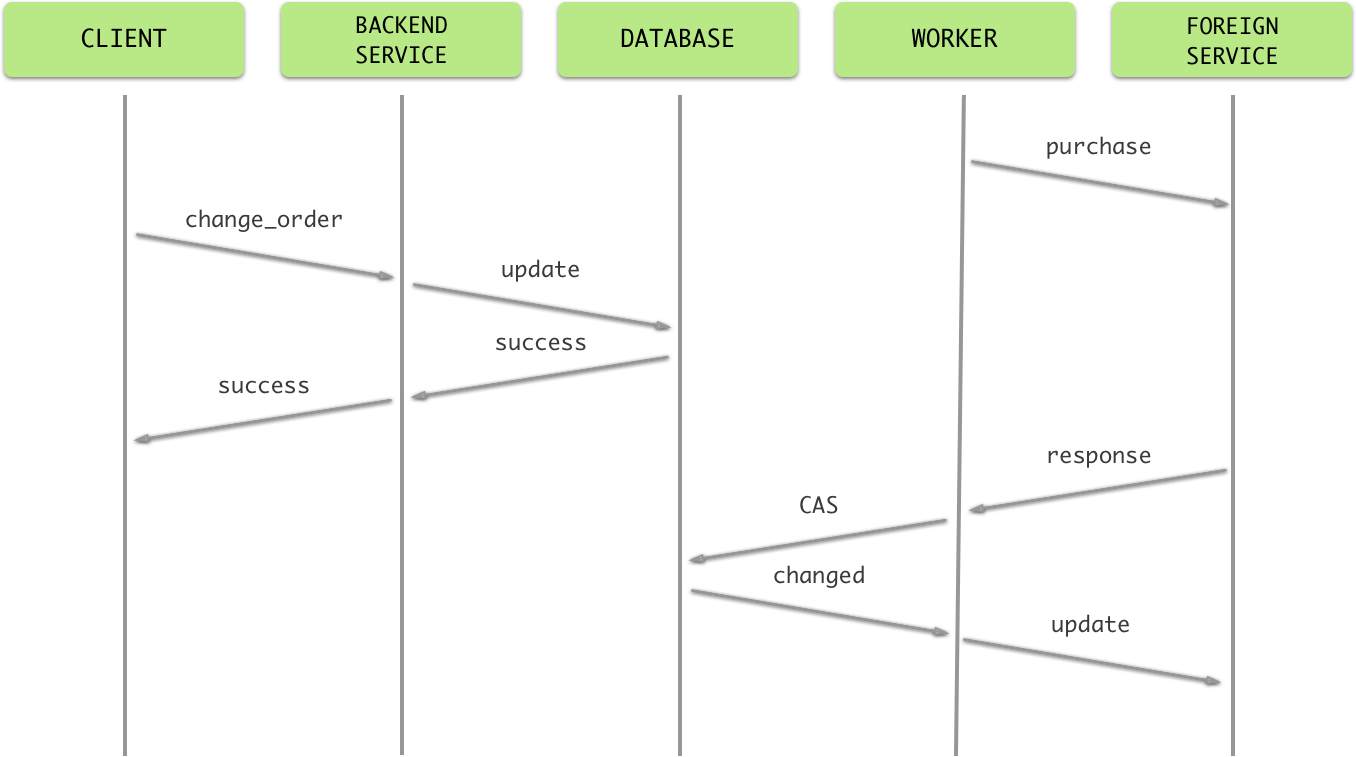 CLIENT
BACKEND
SERVICE
DATABASE
WORKER
FOREIGN
SERVICE
purchase
change_order
update
success
success
response
CAS
changed
update